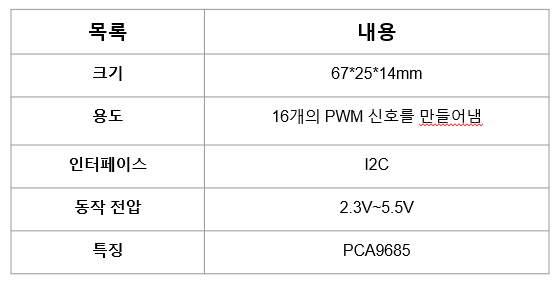 목록 내용
크기 67*25*14mm
용도 16개의 PWM 신호를 만들어냄
인터페이스 I2C
동작 전압 2.3V~5.5V
특징 PCA9685